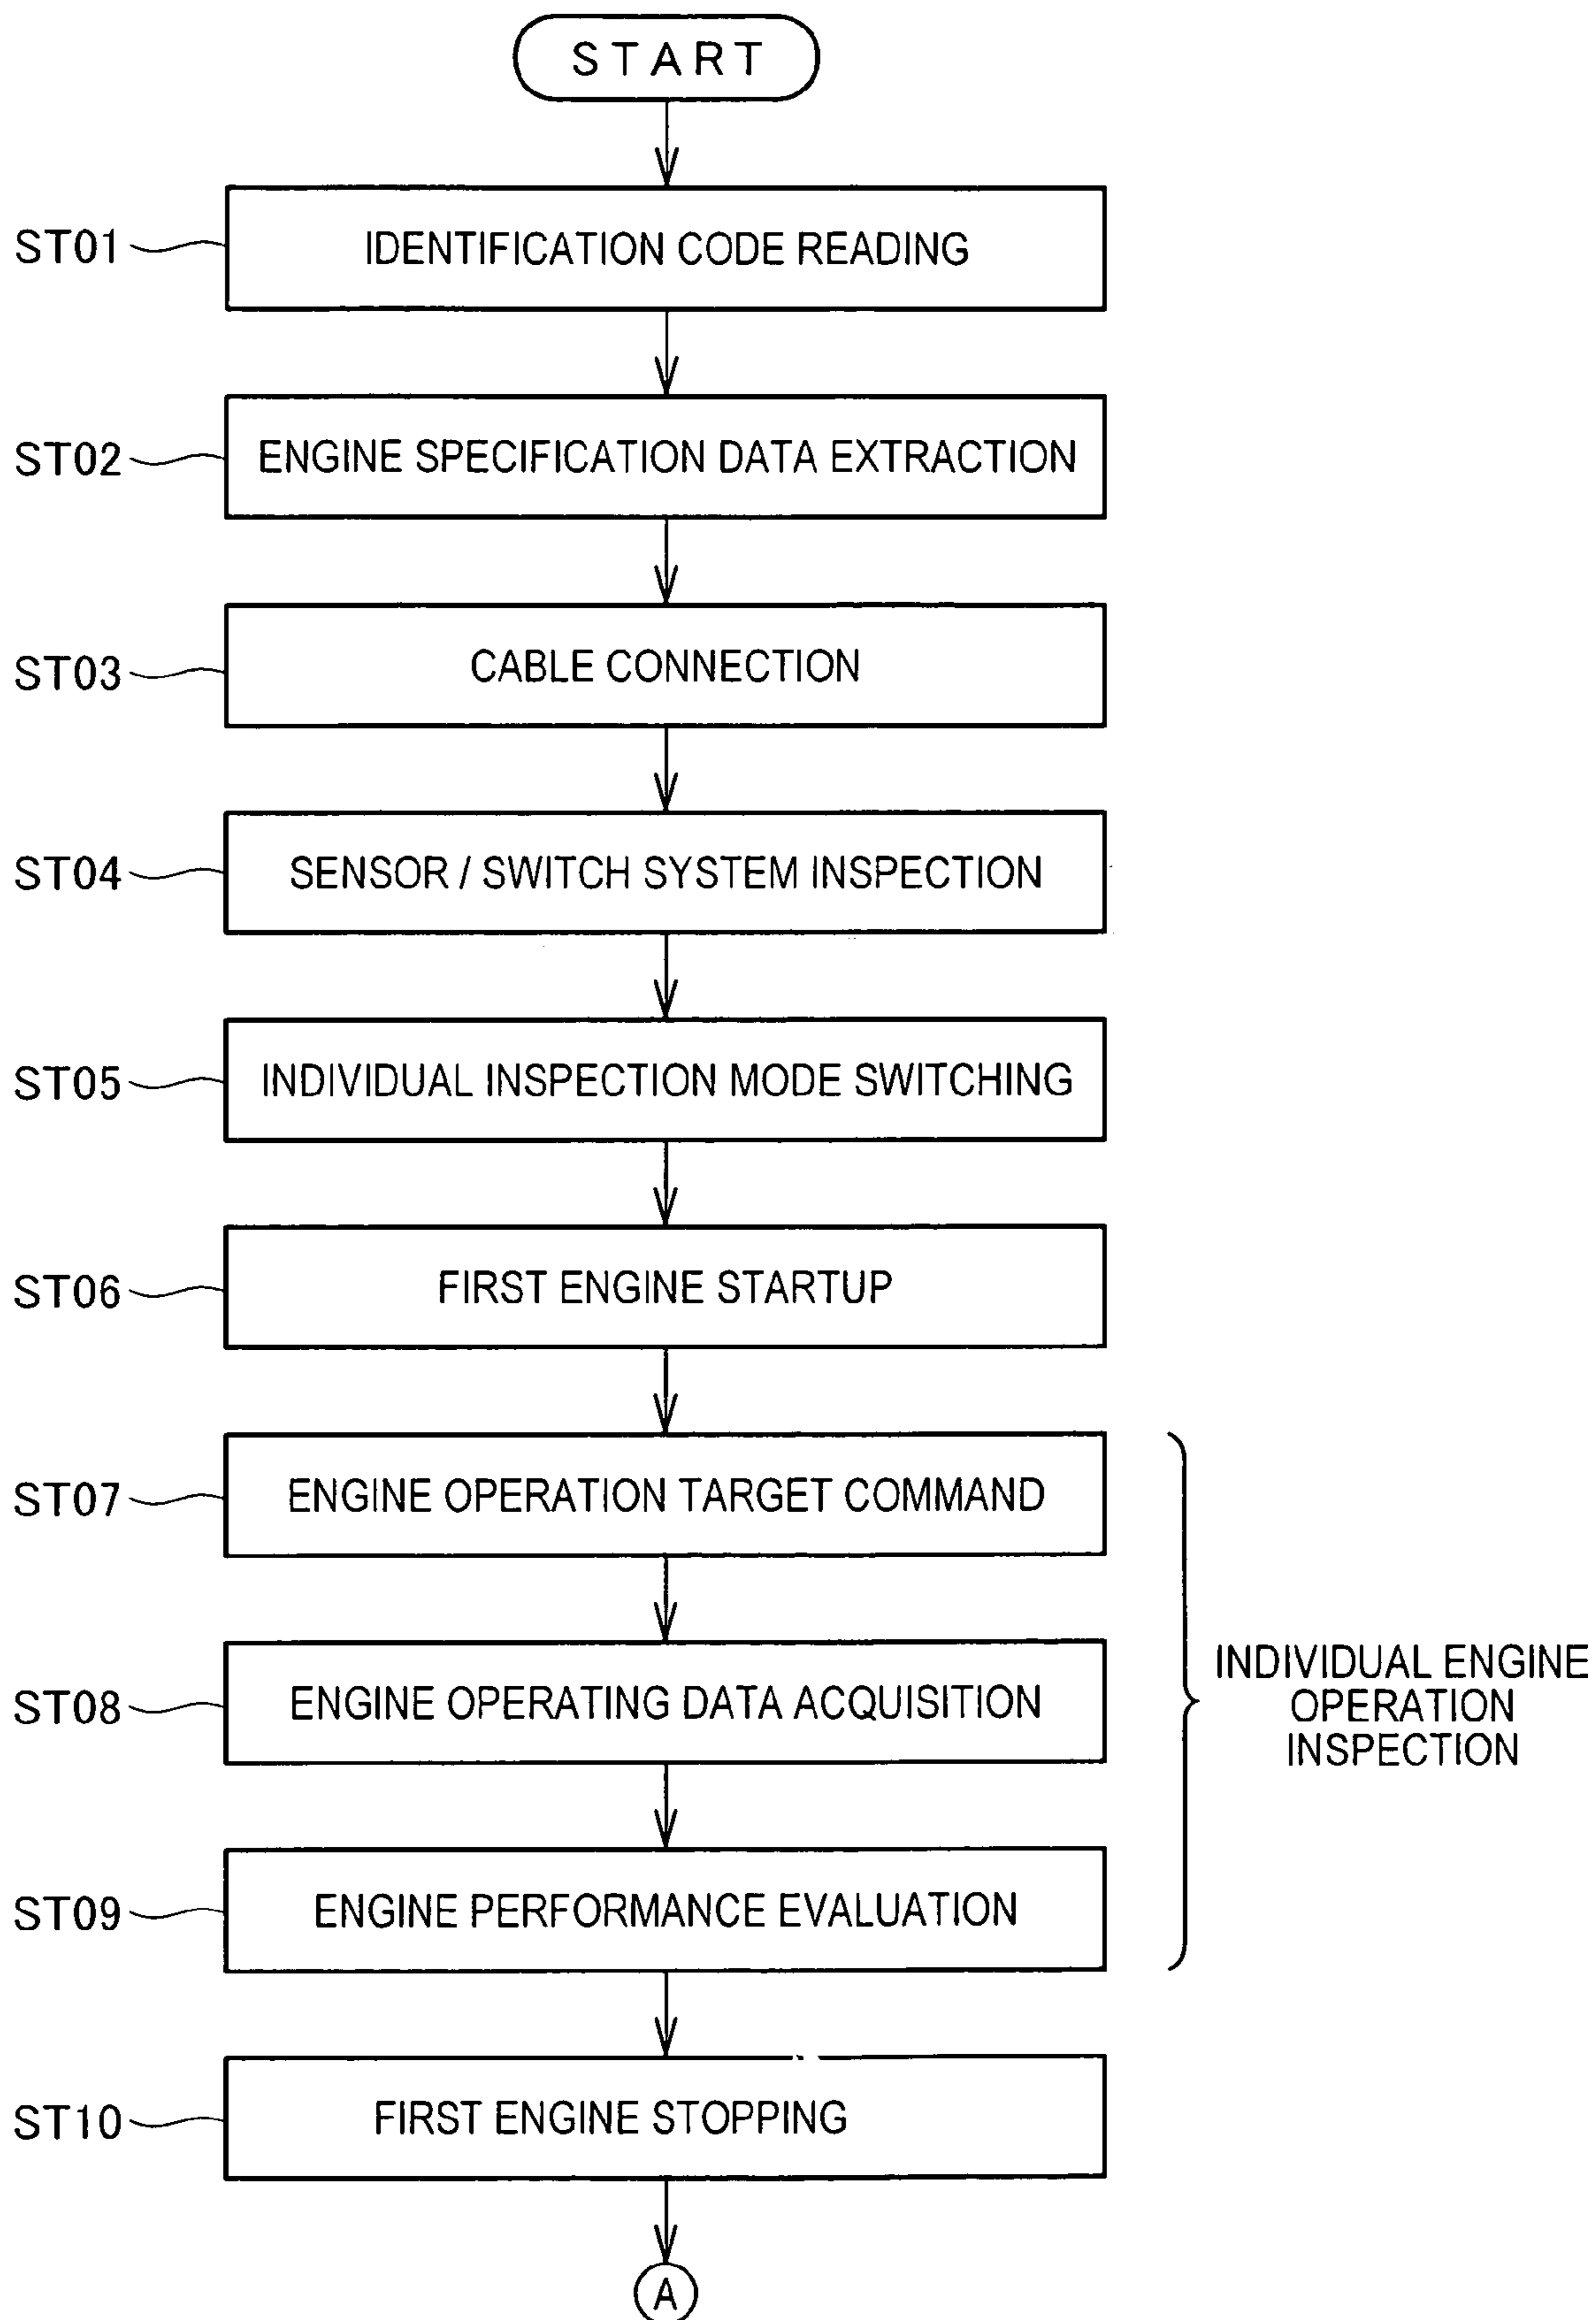 START
ST01 IDENTIFICATION CODE READING
ST02 ENGINE SPECIFICATION DATA EXTRACTION
ST03 CABLE CONNECTION
ST04 SENSOR / SWITCH SYSTEM INSPECTION
ST05 INDIVIDUAL INSPECTION MODE SWITCHING
ST06 FIRST ENGINE STARTUP
ST07 ENGINE OPERATION TARGET COMMAND
ST08 ENGINE OPERATING DATA ACQUISITION
ST09 ENGINE PERFORMANCE EVALUATION
INDIVIDUAL ENGINE
OPERATION
INSPECTION
ST10 FIRST ENGINE STOPPING
A